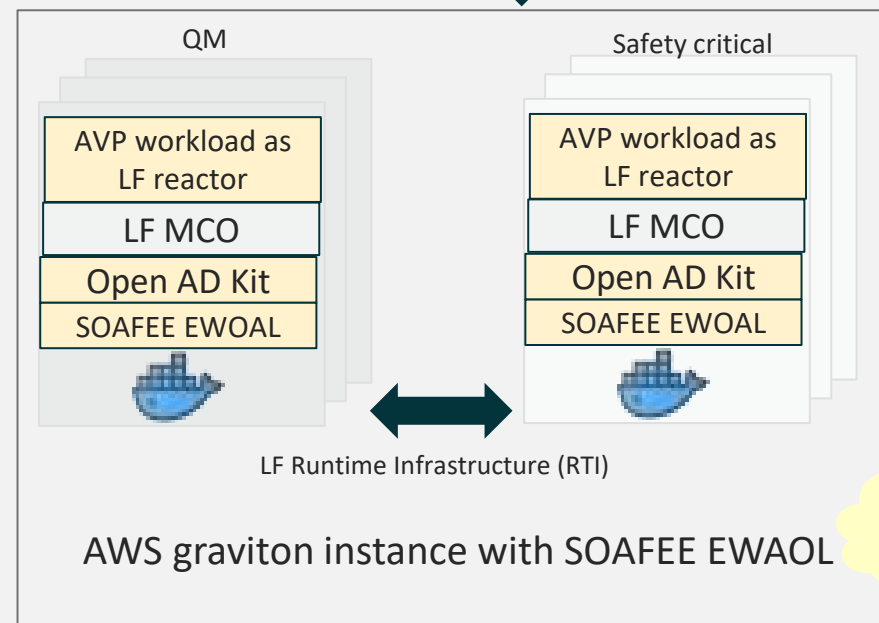 QM
AVP workload as
LF reactor
LF MCO
Open AD Kit
SOAFEE EWOAL
Safety critical
AVP workload as
LF reactor
LF MCO
Open AD Kit
SOAFEE EWOAL
LF Runtime Infrastructure (RTI)
AWS graviton instance with SOAFEE EWAOL